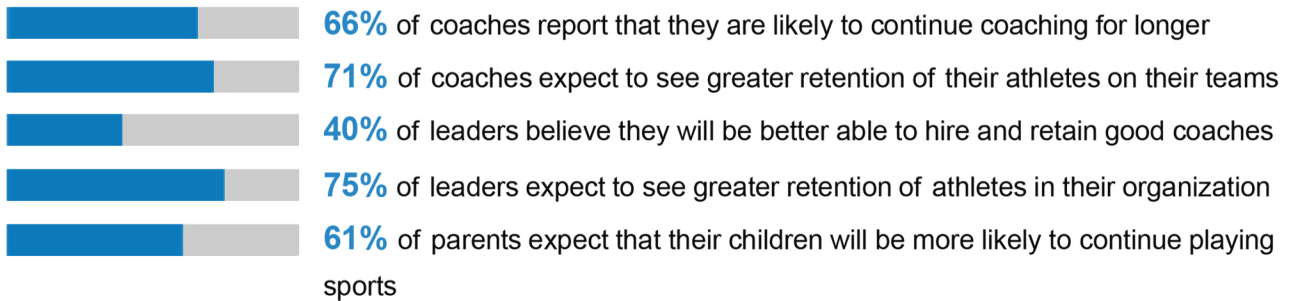 66% of coaches report that they are likely to continue coaching for longer
71% of coaches expect to see greater retention of their athletes on their teams
40% of leaders believe they will be better able to hire and retain good coaches
75% of leaders expect to see greater retention of athletes in their organization
61% of parents expect that their children will be more likely to continue playing
sports